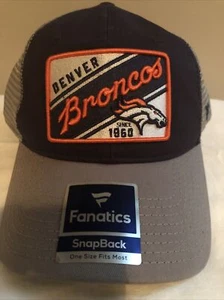 DENVER
Broncos
SINCE
1960
Fanatics
SnapBack
One Size Fits Most